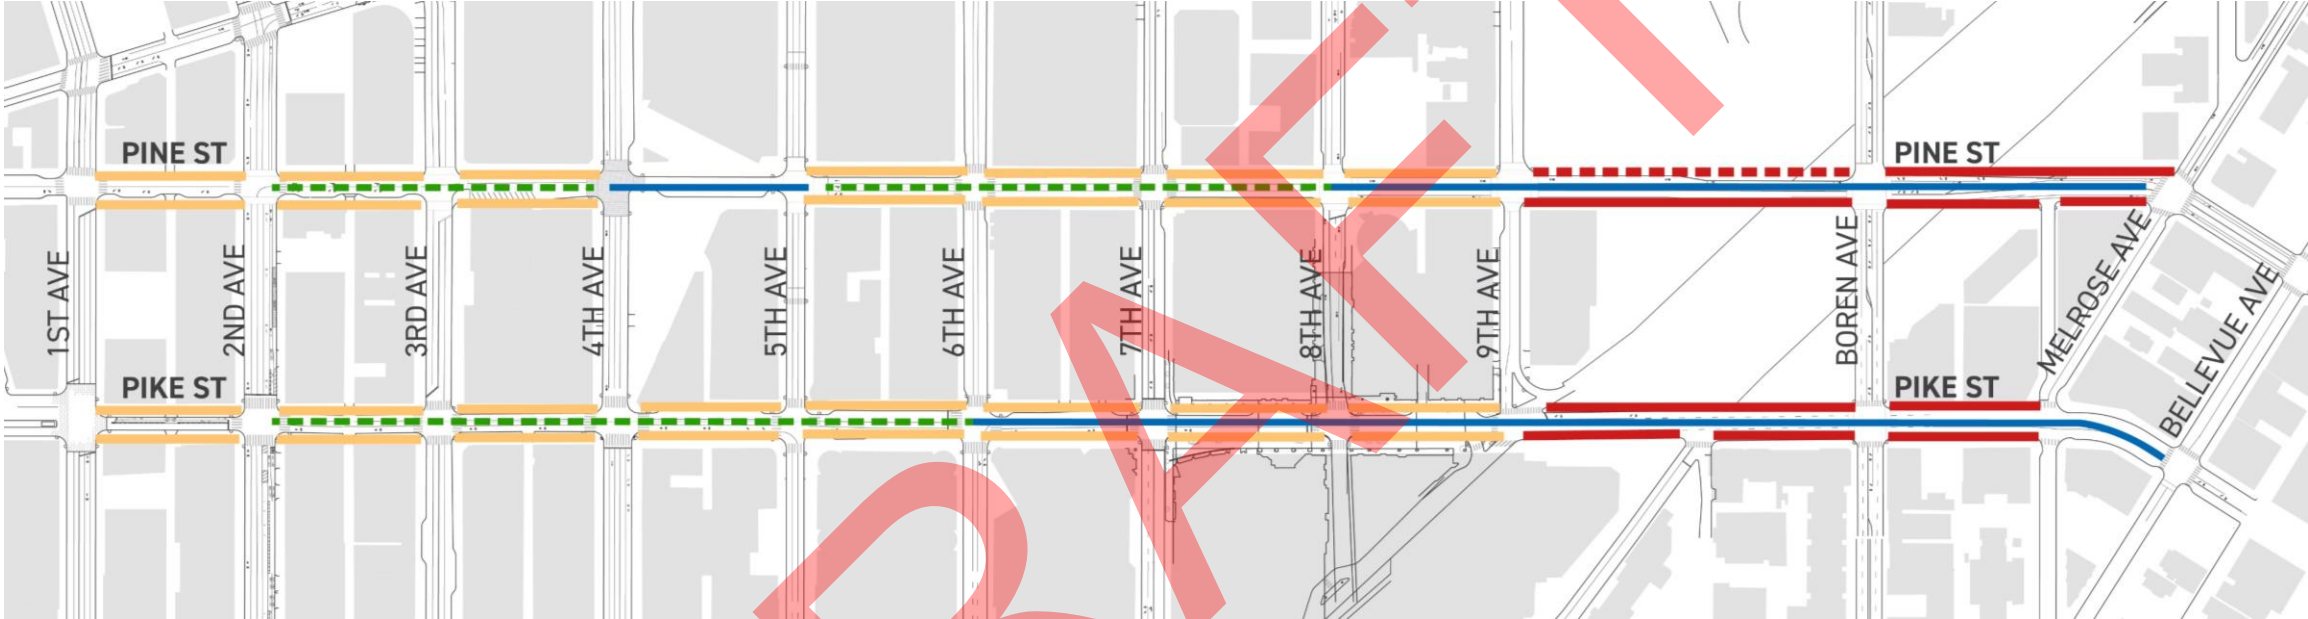 PINE ST
PINE ST
1ST AVE
2ND AVE
3RD AVE
4TH AVE
5TH AVE
6TH AVE
7TH AVE
8TH AVE
9TH AVE
BOREN AVE
MELROSE AVE
BELLEVUE AVE
PIKE ST
PIKE ST
DRAFT